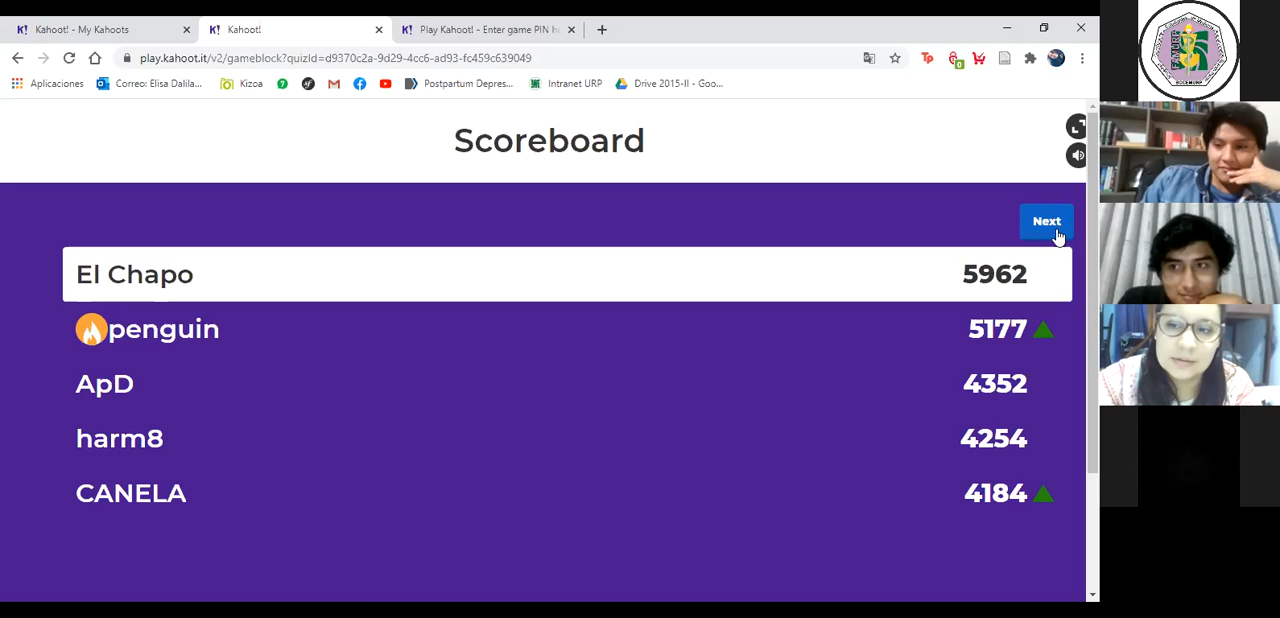 Kahoot! - My Kahoots
Kahoot!
Play Kahoot! - Enter game PIN h
play.kahoot.it/v2/gameblock?quizId=d9370c2a-9d29-4cc6-ad93-fc4590939049
Aplicaciones
Correo: Elisa Dalila...
Kizoa
Postpartum Depres...
Intranet URP
Drive 2015-II - Goo...
Scoreboard
Next
El Chapo 5962
penguin 5177
ApD 4352
harm8 4254
CANELA 4184